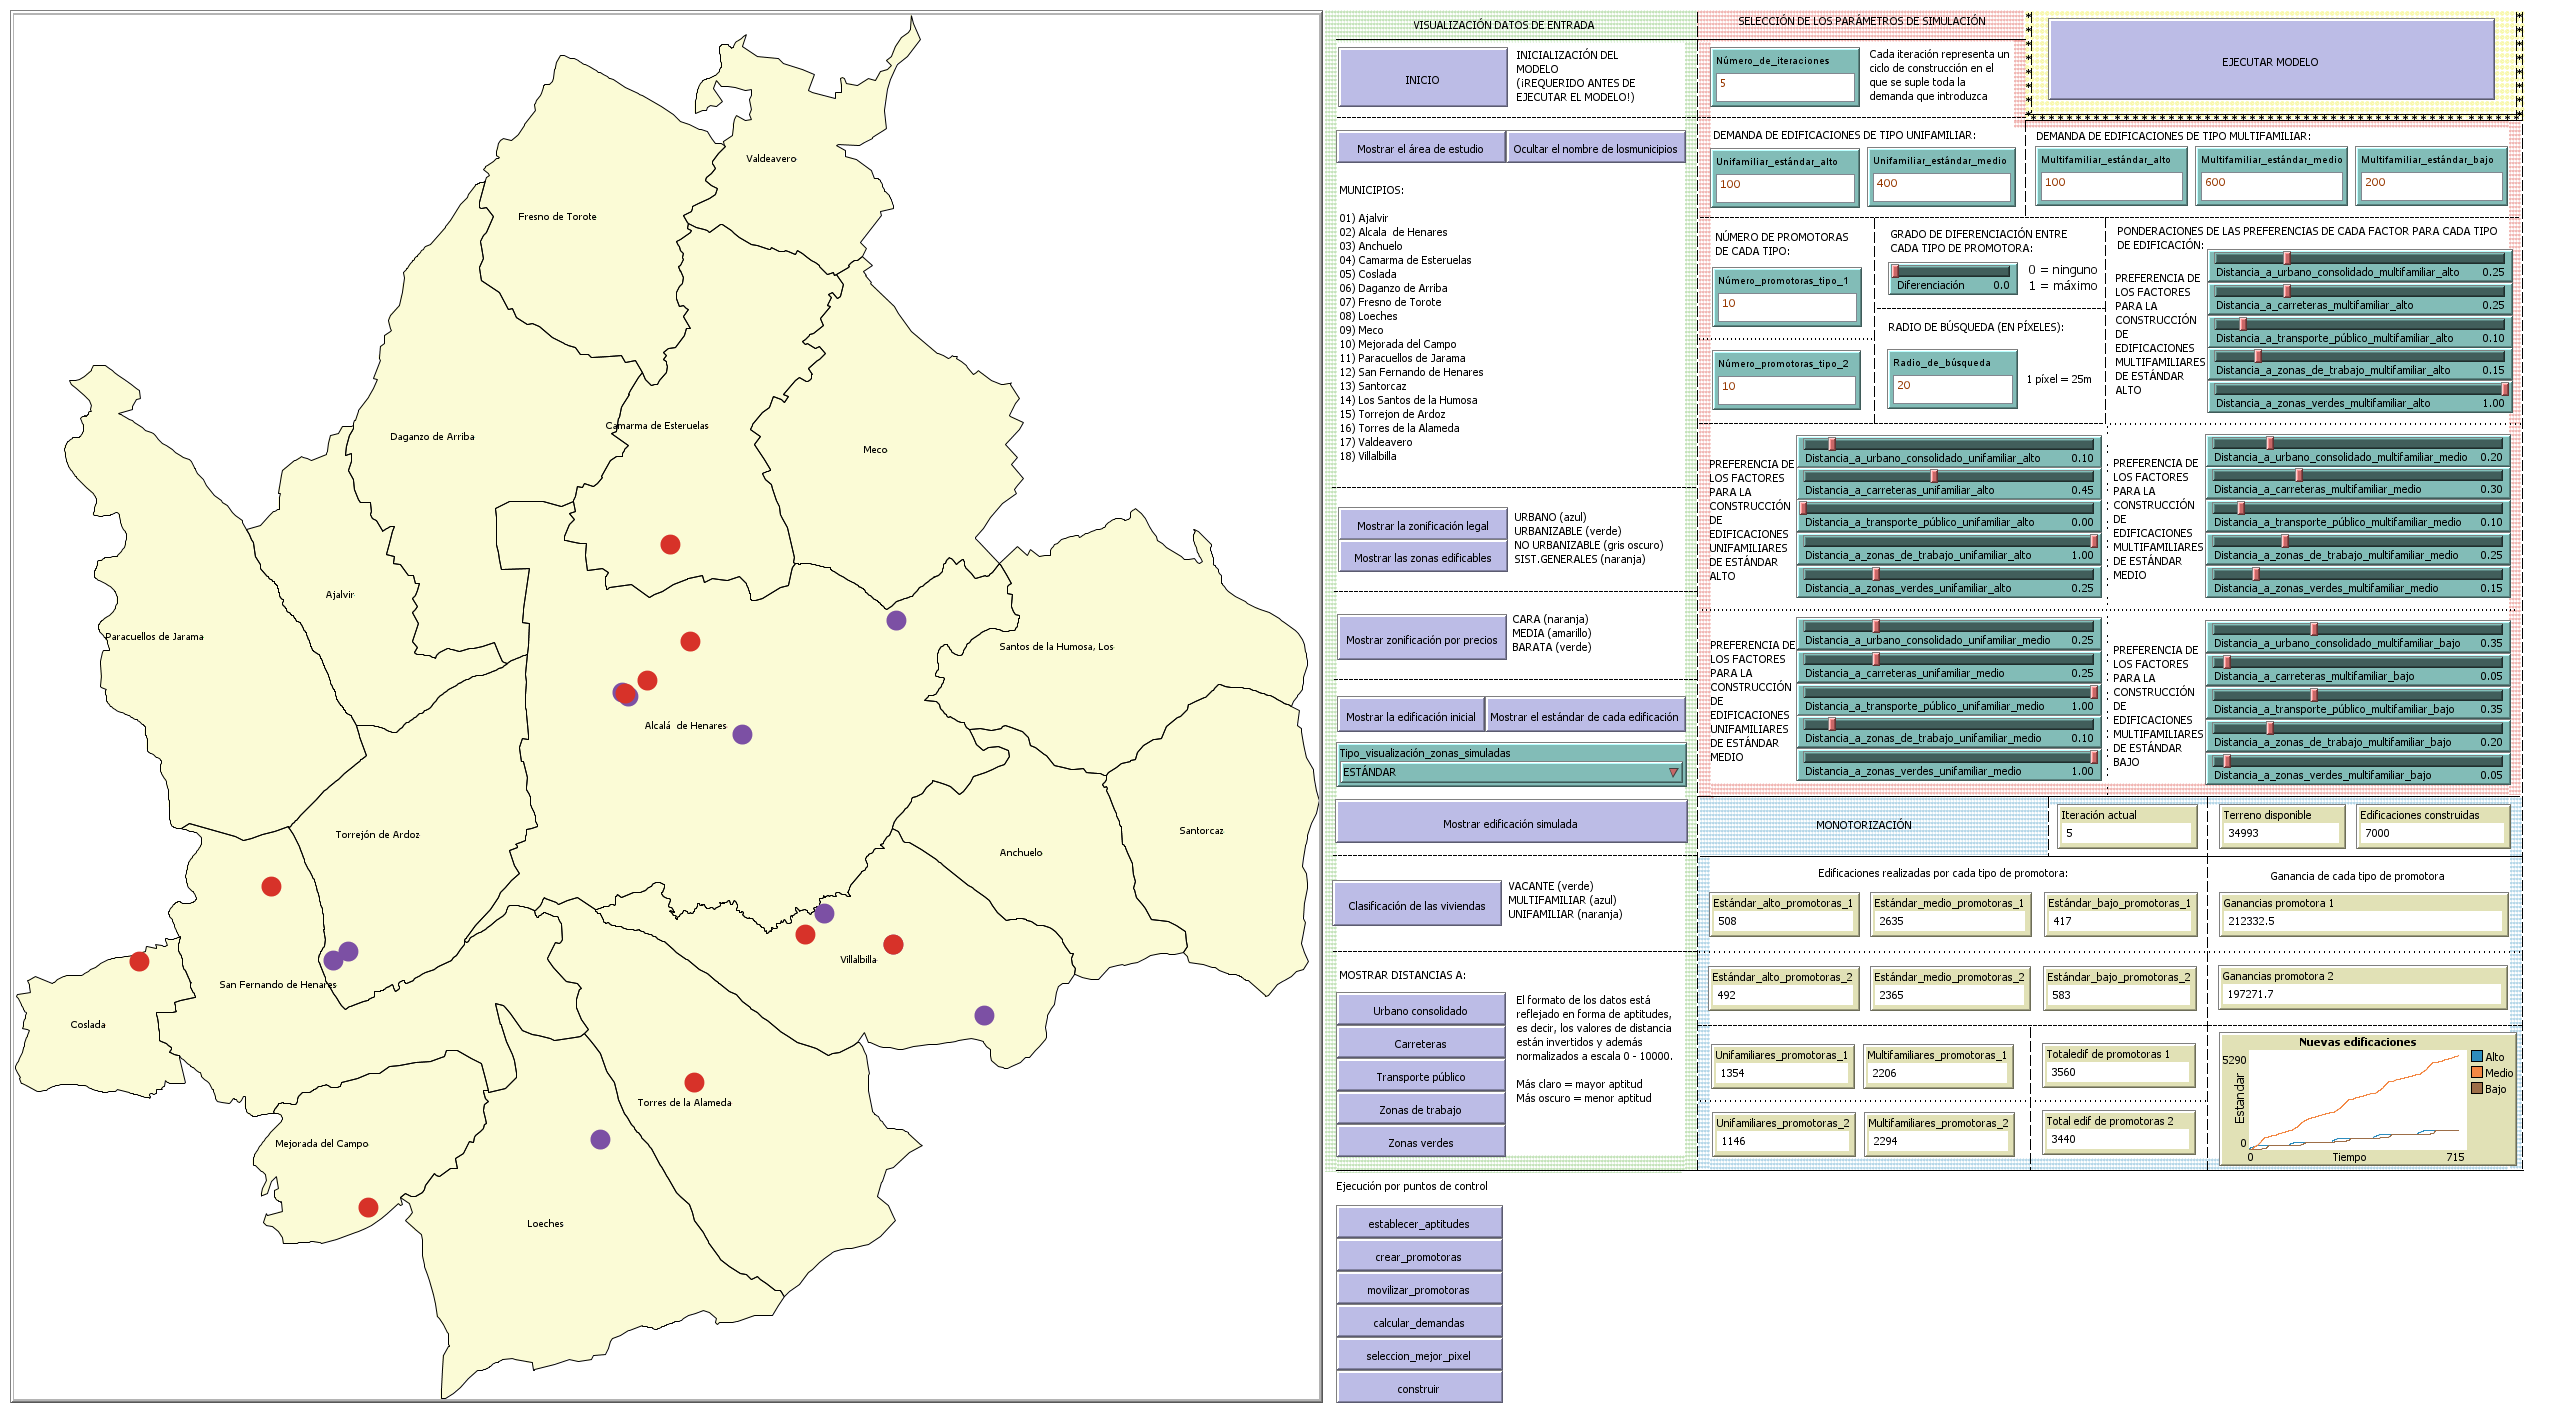 Valdeavero
Fresno de Torote
Daganzo de Arriba
Camarma de Esteruelas
Meco
Ajalvir
Paracuellos de Jarama
Santos de la Humosa, Los
Alcalá  de Henares
Torrejón de Ardoz
Santorcaz
Anchuelo
Villalbilla
San Fernando de Henares
Coslada
Torres de la Alameda
Mejorada del Campo
Loeches
VISUALIZACIÓN DATOS DE ENTRADA
INICIO
INICIALIZACIÓN DEL
MODELO
(¡REQUERIDO ANTES DE
EJECUTAR EL MODELO!)
Mostrar el área de estudio
Ocultar el nombre de losmunicipios
MUNICIPIOS:
01) Ajalvir
02) Alcala  de Henares
03) Anchuelo
04) Camarma de Esteruelas
05) Coslada
06) Daganzo de Arriba
07) Fresno de Torote
08) Loeches
09) Meco
10) Mejorada del Campo
11) Paracuellos de Jarama
12) San Fernando de Henares
13) Santorcaz
14) Los Santos de la Humosa
15) Torrejon de Ardoz
16) Torres de la Alameda
17) Valdeavero
18) Villalbilla
Mostrar la zonificación legal
Mostrar las zonas edificables
URBANO (azul)
URBANIZABLE (verde)
NO URBANIZABLE (gris oscuro)
SIST.GENERALES (naranja)
Mostrar zonificación por precios
CARA (naranja)
MEDIA (amarillo)
BARATA (verde)
Mostrar la edificación inicial
Mostrar el estándar de cada edificación
Tipo_visualización_zonas_simuladas
ESTÁNDAR
Mostrar edificación simulada
Clasificación de las viviendas
VACANTE (verde)
MULTIFAMILIAR (azul)
UNIFAMILIAR (naranja)
MOSTRAR DISTANCIAS A:
Urbano consolidado
Carreteras
Transporte público
Zonas de trabajo
Zonas verdes
El formato de los datos está
reflejado en forma de aptitudes,
es decir, los valores de distancia
están invertidos y además
normalizados a escala 0 - 10000.
Más claro = mayor aptitud
Más oscuro = menor aptitud
Ejecución por puntos de control
establecer_aptitudes
crear_promotoras
movilizar_promotoras
calcular_demandas
seleccion_mejor_pixel
construir
SELECCIÓN DE LOS PARÁMETROS DE SIMULACIÓN
Número_de_iteraciones
5
Cada iteración representa un
ciclo de construcción en el
que se suple toda la
demanda que introduzca
EJECUTAR MODELO
DEMANDA DE EDIFICACIONES DE TIPO UNIFAMILIAR:
Unifamiliar_estándar_alto
100
Unifamiliar_estándar_medio
400
DEMANDA DE EDIFICACIONES DE TIPO MULTIFAMILIAR:
Multifamiliar_estándar_alto
100
Multifamiliar_estándar_medio
600
Multifamiliar_estándar_bajo
200
NÚMERO DE PROMOTORAS
DE CADA TIPO:
Número_promotoras_tipo_1
10
Número_promotoras_tipo_2
10
GRADO DE DIFERENCIACIÓN ENTRE
CADA TIPO DE PROMOTORA:
Diferenciación 0.0
0 = ninguno
1 = máximo
RADIO DE BÚSQUEDA (EN PÍXELES):
Radio_de_búsqueda
20
1 píxel = 25m
PONDERACIONES DE LAS PREFERENCIAS DE CADA FACTOR PARA CADA TIPO
DE EDIFICACIÓN:
PREFERENCIA DE
LOS FACTORES
PARA LA
CONSTRUCCIÓN
DE
EDIFICACIONES
MULTIFAMILIARES
DE ESTÁNDAR
ALTO
Distancia_a_urbano_consolidado_multifamiliar_alto 0.25
Distancia_a_carreteras_multifamiliar_alto 0.25
Distancia_a_transporte_público_multifamiliar_alto 0.10
Distancia_a_zonas_de_trabajo_multifamiliar_alto 0.15
Distancia_a_zonas_verdes_multifamiliar_alto 1.00
PREFERENCIA DE
LOS FACTORES
PARA LA
CONSTRUCCIÓN
DE
EDIFICACIONES
UNIFAMILIARES
DE ESTÁNDAR
ALTO
Distancia_a_urbano_consolidado_unifamiliar_alto 0.10
Distancia_a_carreteras_unifamiliar_alto 0.45
Distancia_a_transporte_público_unifamiliar_alto 0.00
Distancia_a_zonas_de_trabajo_unifamiliar_alto 1.00
Distancia_a_zonas_verdes_unifamiliar_alto 0.25
PREFERENCIA DE
LOS FACTORES
PARA LA
CONSTRUCCIÓN
DE
EDIFICACIONES
MULTIFAMILIARES
DE ESTÁNDAR
MEDIO
Distancia_a_urbano_consolidado_multifamiliar_medio 0.20
Distancia_a_carreteras_multifamiliar_medio 0.30
Distancia_a_transporte_público_multifamiliar_medio 0.10
Distancia_a_zonas_de_trabajo_multifamiliar_medio 0.25
Distancia_a_zonas_verdes_multifamiliar_medio 0.15
PREFERENCIA DE
LOS FACTORES
PARA LA
CONSTRUCCIÓN
DE
EDIFICACIONES
UNIFAMILIARES
DE ESTÁNDAR
MEDIO
Distancia_a_urbano_consolidado_unifamiliar_medio 0.25
Distancia_a_carreteras_unifamiliar_medio 0.25
Distancia_a_transporte_público_unifamiliar_medio 1.00
Distancia_a_zonas_de_trabajo_unifamiliar_medio 0.10
Distancia_a_zonas_verdes_unifamiliar_medio 1.00
PREFERENCIA DE
LOS FACTORES
PARA LA
CONSTRUCCIÓN
DE
EDIFICACIONES
MULTIFAMILIARES
DE ESTÁNDAR
BAJO
Distancia_a_urbano_consolidado_multifamiliar_bajo 0.35
Distancia_a_carreteras_multifamiliar_bajo 0.05
Distancia_a_transporte_público_multifamiliar_bajo 0.35
Distancia_a_zonas_de_trabajo_multifamiliar_bajo 0.20
Distancia_a_zonas_verdes_multifamiliar_bajo 0.05
MONOTORIZACIÓN
Iteración actual
5
Terreno disponible
34993
Edificaciones construidas
7000
Edificaciones realizadas por cada tipo de promotora:
Ganancia de cada tipo de promotora
Estándar_alto_promotoras_1
508
Estándar_medio_promotoras_1
2635
Estándar_bajo_promotoras_1
417
Ganancias promotora 1
212332.5
Estándar_alto_promotoras_2
492
Estándar_medio_promotoras_2
2365
Estándar_bajo_promotoras_2
583
Ganancias promotora 2
197271.7
Unifamiliares_promotoras_1
1354
Multifamiliares_promotoras_1
2206
Totaledif de promotoras 1
3560
Unifamiliares_promotoras_2
1146
Multifamiliares_promotoras_2
2294
Total edif de promotoras 2
3440
Nuevas edificaciones
5290
Estandar
0
0
Tiempo
715
Alto
Medio
Bajo